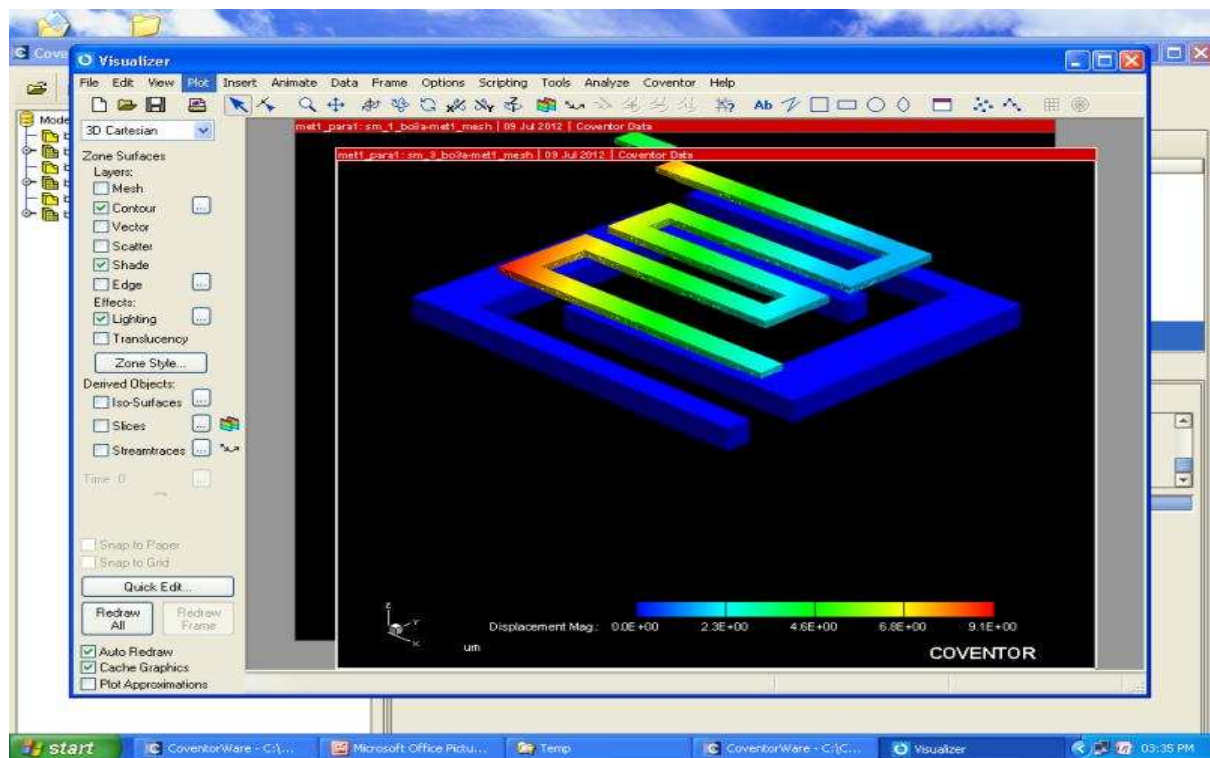 Cove
Visualizer
File Edit View Plot Insert Animate Data Frame Options Scripting Tools Analyze Coventor Help
Ab
Mode
3D Cartesian
met1_para1: sm_1_bo3a-met1_mesh | 09 Jul 2012 | Coventor Data
met1_para1: sm_3_bo3a-met1_mesh | 09 Jul 2012 | Coventor Data
Zone Surfaces
Layers:
Mesh
Contour
Vector
Scatter
Shade
Edge
Effects:
Lighting
Translucency
Zone Style...
Derived Objects:
Iso-Surfaces
Slices
Streamtraces
Time 0
Snap to Paper
Snap to Grid
Quick Edit...
Redraw All
Redraw Frame
Auto Redraw
Cache Graphics
Plot Approximations
z
Y
X
um
Displacement Mag.: 0.0E+00 2.3E+00 4.6E+00 6.8E+00 9.1E+00
COVENTOR
start
CoventorWare - C:\...
Microsoft Office Pictu...
Temp
CoventorWare - C:\C...
Visualizer
03:35 PM